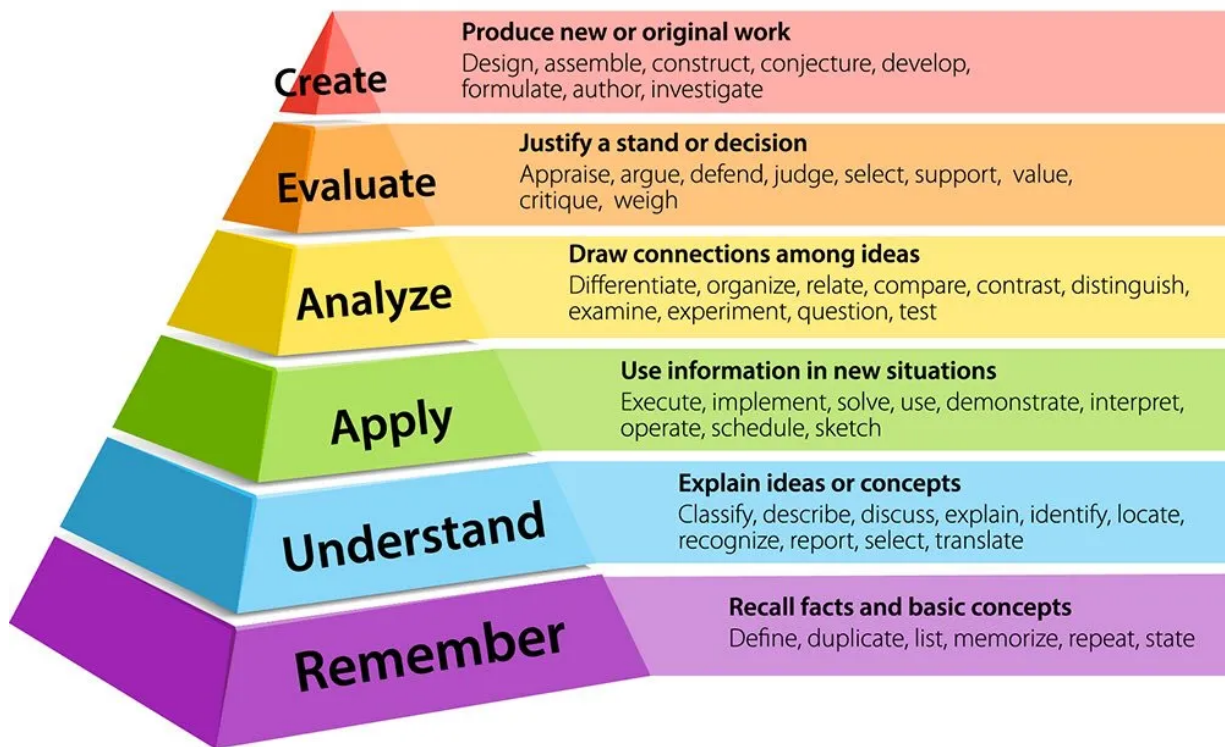 Create
Produce new or original work
Design, assemble, construct, conjecture, develop,
formulate, author, investigate
Evaluate
Justify a stand or decision
Appraise, argue, defend, judge, select, support, value,
critique, weigh
Analyze
Draw connections among ideas
Differentiate, organize, relate, compare, contrast, distinguish,
examine, experiment, question, test
Apply
Use information in new situations
Execute, implement, solve, use, demonstrate, interpret,
operate, schedule, sketch
Understand
Explain ideas or concepts
Classify, describe, discuss, explain, identify, locate,
recognize, report, select, translate
Remember
Recall facts and basic concepts
Define, duplicate, list, memorize, repeat, state